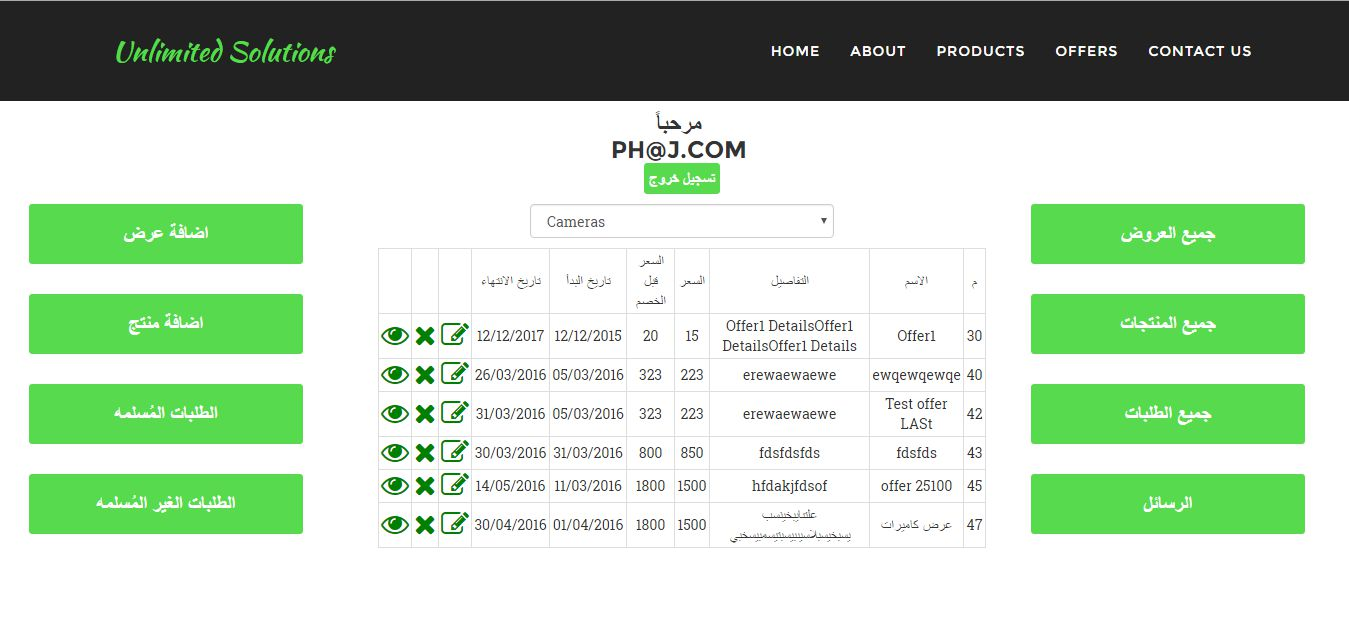 Unlimited Solutions
HOME ABOUT PRODUCTS OFFERS CONTACT US
مرحباً
PH@J.COM
تسجيل خروج
جميع العروض
جميع المنتجات
جميع الطلبات
الرسائل
Cameras
م الاسم التفاصيل السعر السعر قبل الخصم تاريخ البدأ تاريخ الانتهاء
30 Offer1 Offer1 DetailsOffer1 DetailsOffer1 Details 15 20 12/12/2015 12/12/2017
40 ewqewqewqe erewaewaewe 223 323 05/03/2016 26/03/2016
42 Test offer LASt erewaewaewe 223 323 05/03/2016 31/03/2016
43 fdsfds fdsfdsfds 850 800 31/03/2016 30/03/2016
45 offer 25100 hfdakjfdsof 1500 1800 11/03/2016 14/05/2016
47 عرض كاميرات 1500 1800 01/04/2016 30/04/2016
اضافة عرض
اضافة منتج
الطلبات المُسلمه
الطلبات الغير المُسلمه